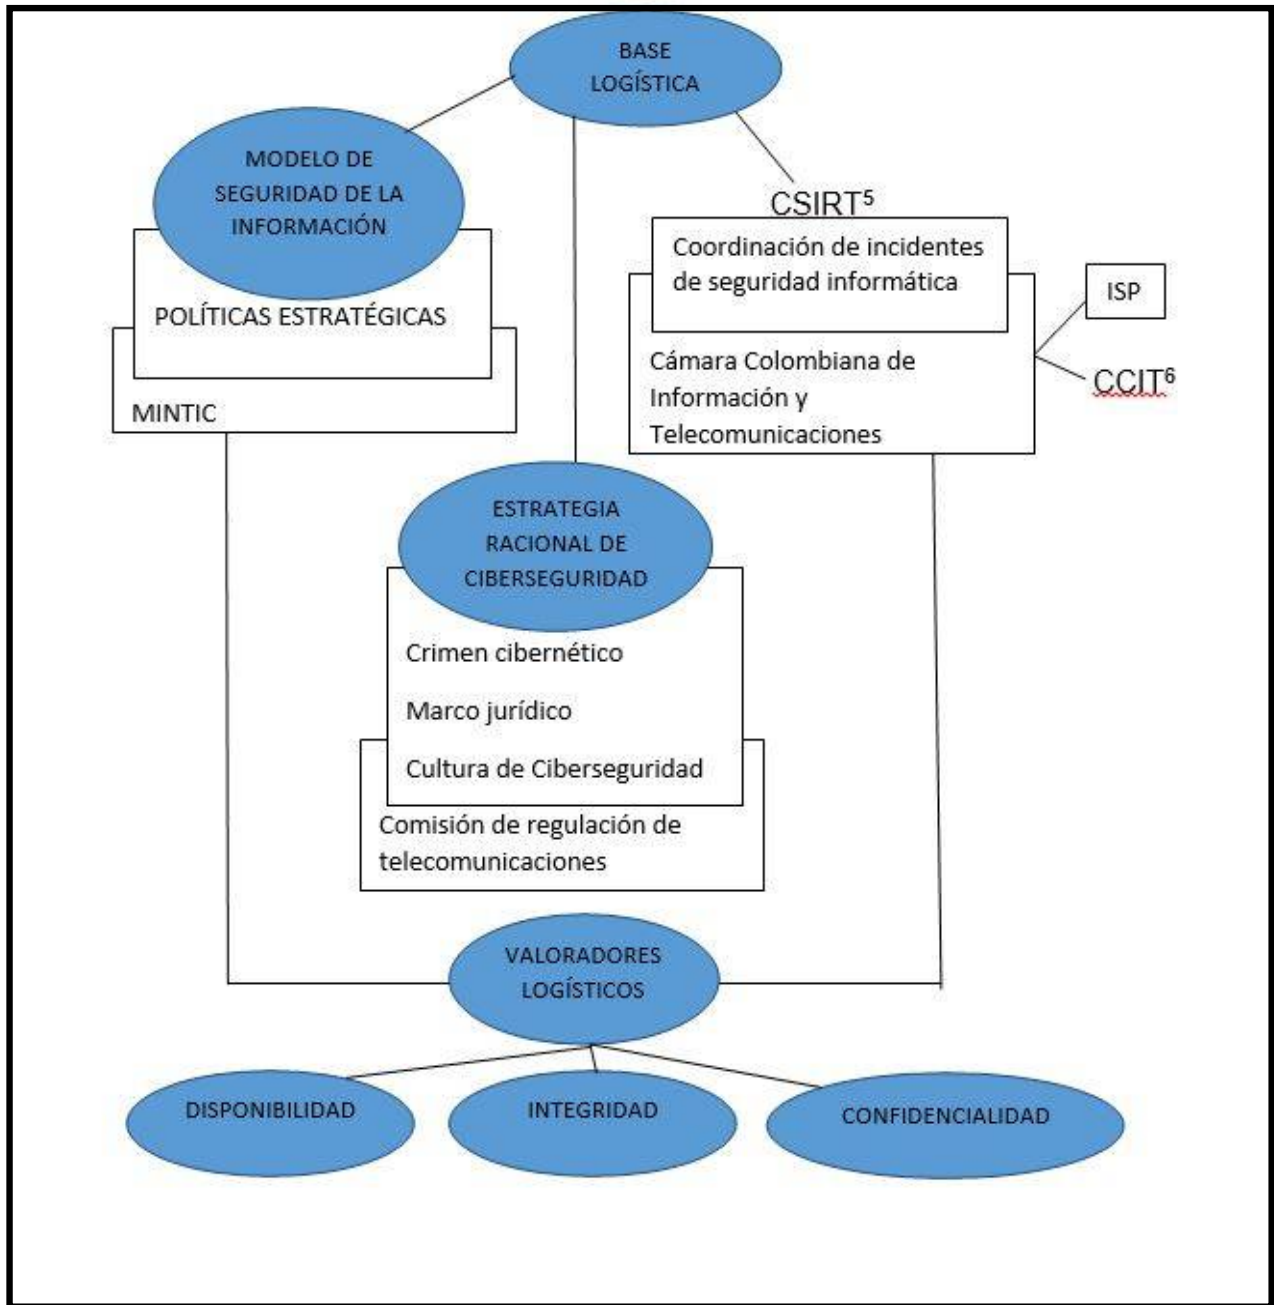 BASE
LOGÍSTICA
MODELO DE
SEGURIDAD DE LA
INFORMACIÓN
POLÍTICAS ESTRATÉGICAS
MINTIC
CSIRT⁵
Coordinación de incidentes
de seguridad informática
Cámara Colombiana de
Información y
Telecomunicaciones
ISP
CCIT⁶
ESTRATEGIA
RACIONAL DE
CIBERSEGURIDAD
Crimen cibernético
Marco jurídico
Cultura de Ciberseguridad
Comisión de regulación de
telecomunicaciones
VALORADORES
LOGÍSTICOS
DISPONIBILIDAD
INTEGRIDAD
CONFIDENCIALIDAD